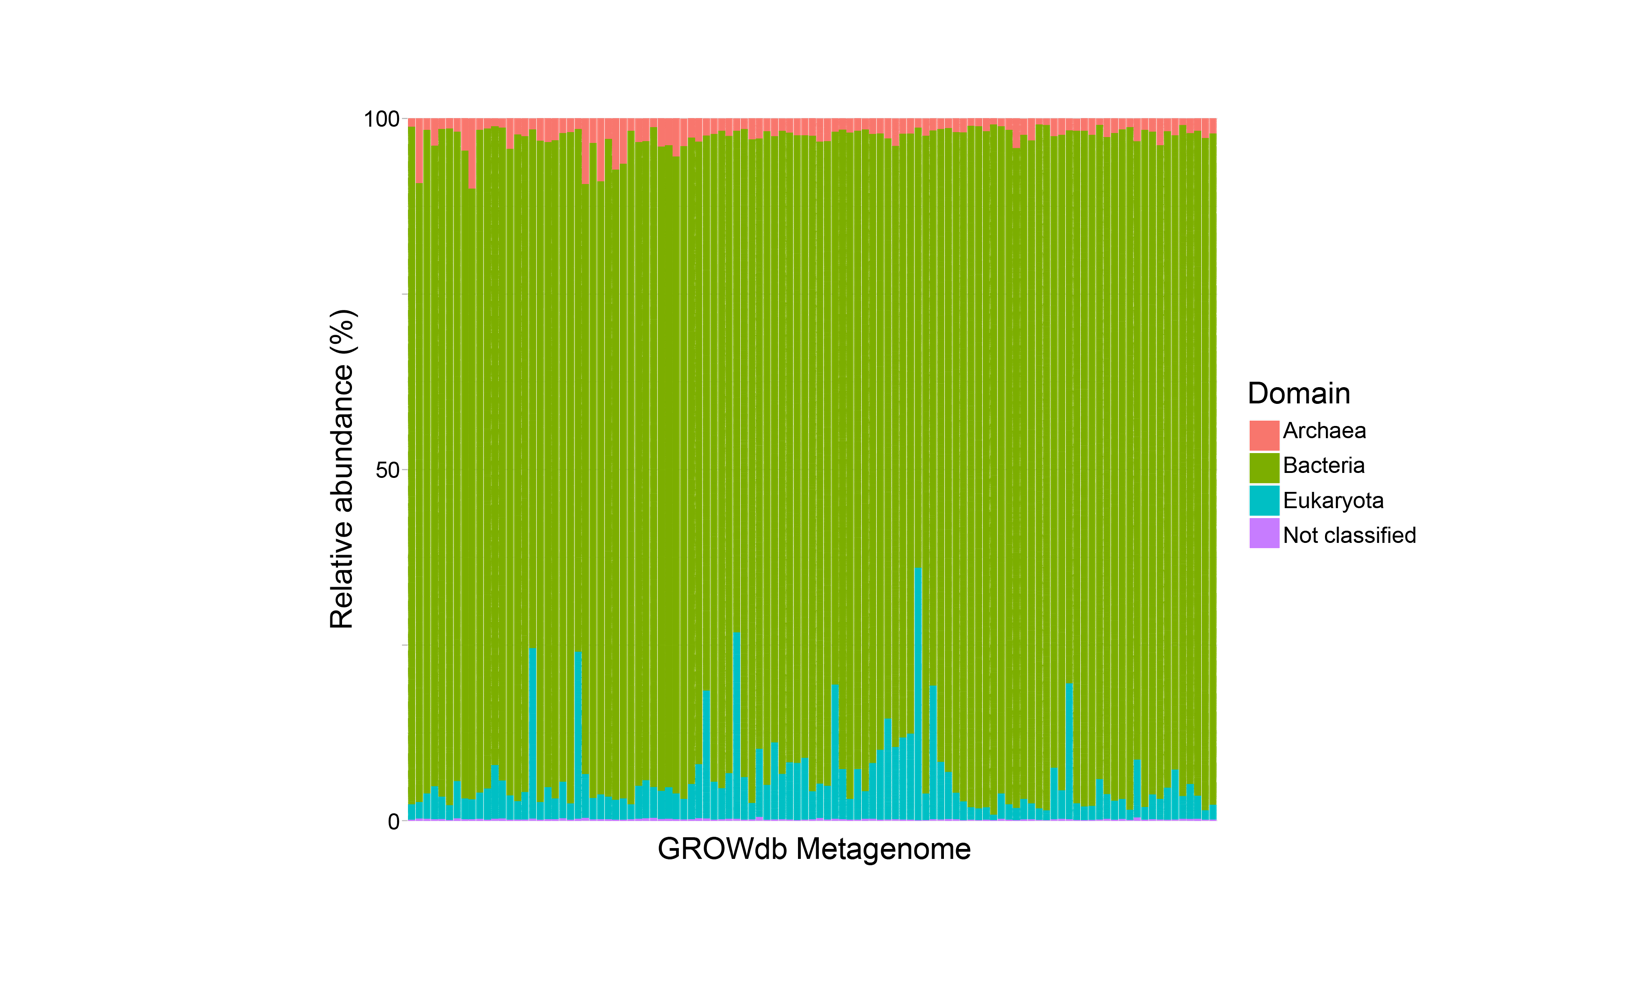 100
50
0
Relative abundance (%)
GROWdb Metagenome
Domain
Archaea
Bacteria
Eukaryota
Not classified